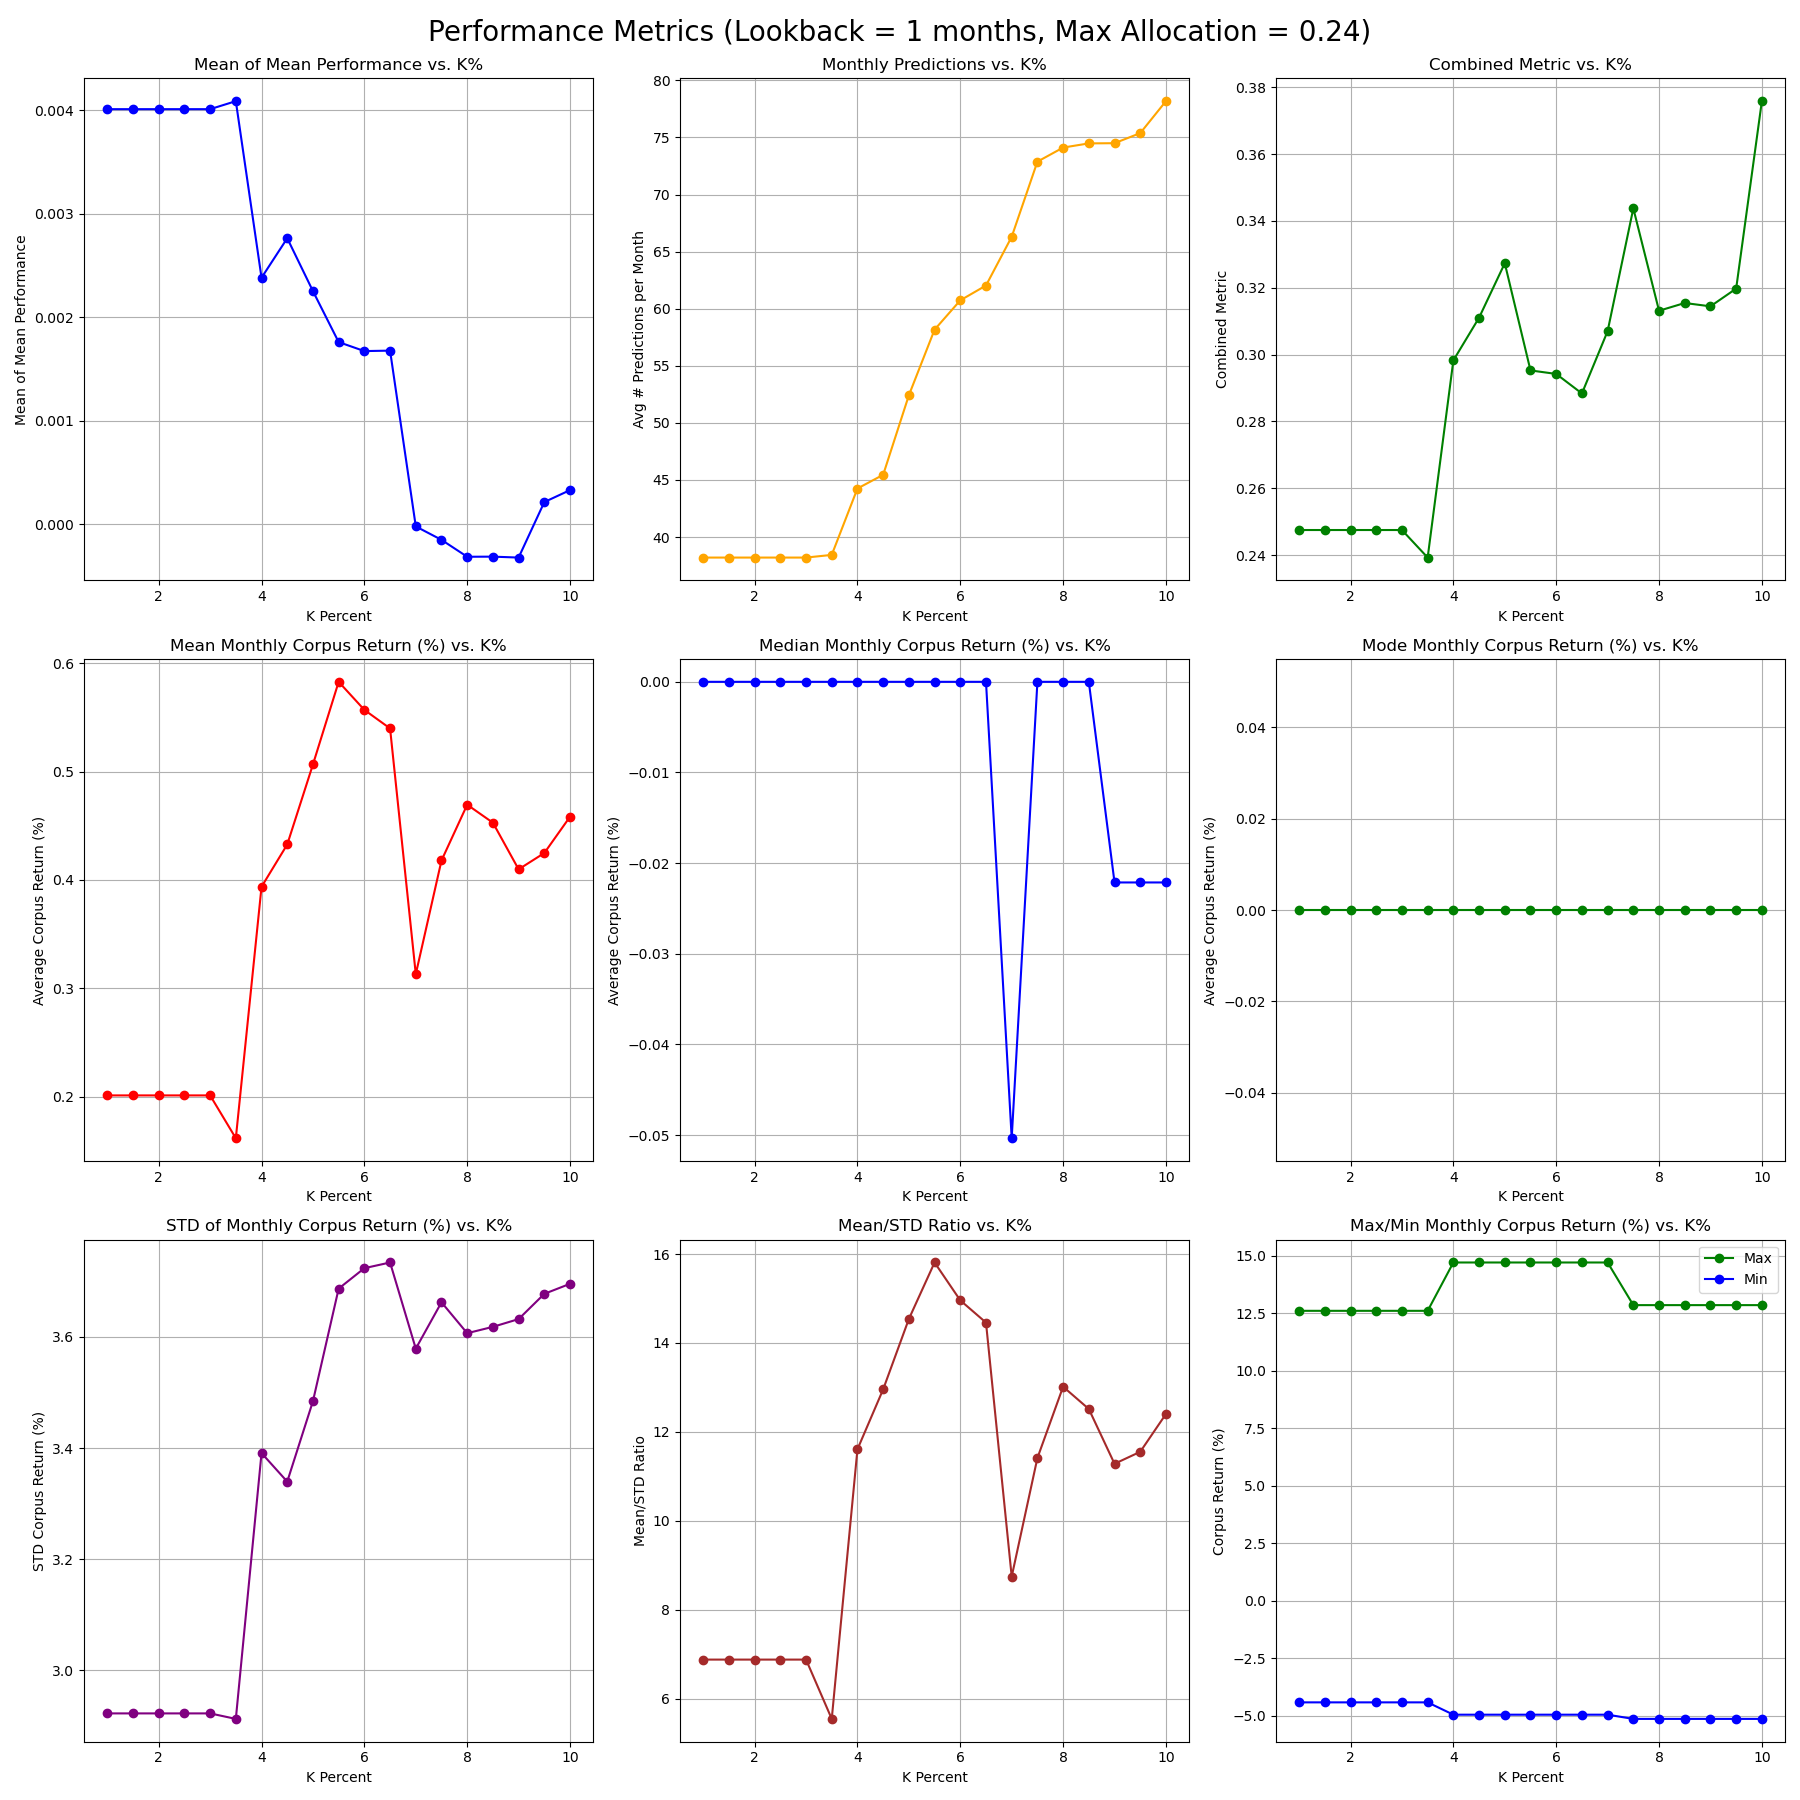 Performance Metrics (Lookback = 1 months, Max Allocation = 0.24)
Mean of Mean Performance vs. K%
Mean of Mean Performance
0.004
0.003
0.002
0.001
0.000
2 4 6 8 10
K Percent
Monthly Predictions vs. K%
Avg # Predictions per Month
80
75
70
65
60
55
50
45
40
2 4 6 8 10
K Percent
Combined Metric vs. K%
Combined Metric
0.38
0.36
0.34
0.32
0.30
0.28
0.26
0.24
2 4 6 8 10
K Percent
Mean Monthly Corpus Return (%) vs. K%
Average Corpus Return (%)
0.6
0.5
0.4
0.3
0.2
2 4 6 8 10
K Percent
Median Monthly Corpus Return (%) vs. K%
Average Corpus Return (%)
0.00
−0.01
−0.02
−0.03
−0.04
−0.05
2 4 6 8 10
K Percent
Mode Monthly Corpus Return (%) vs. K%
Average Corpus Return (%)
0.04
0.02
0.00
−0.02
−0.04
2 4 6 8 10
K Percent
STD of Monthly Corpus Return (%) vs. K%
STD Corpus Return (%)
3.6
3.4
3.2
3.0
2 4 6 8 10
K Percent
Mean/STD Ratio vs. K%
Mean/STD Ratio
16
14
12
10
8
6
2 4 6 8 10
K Percent
Max/Min Monthly Corpus Return (%) vs. K%
Corpus Return (%)
15.0
12.5
10.0
7.5
5.0
2.5
0.0
−2.5
−5.0
Max
Min
2 4 6 8 10
K Percent